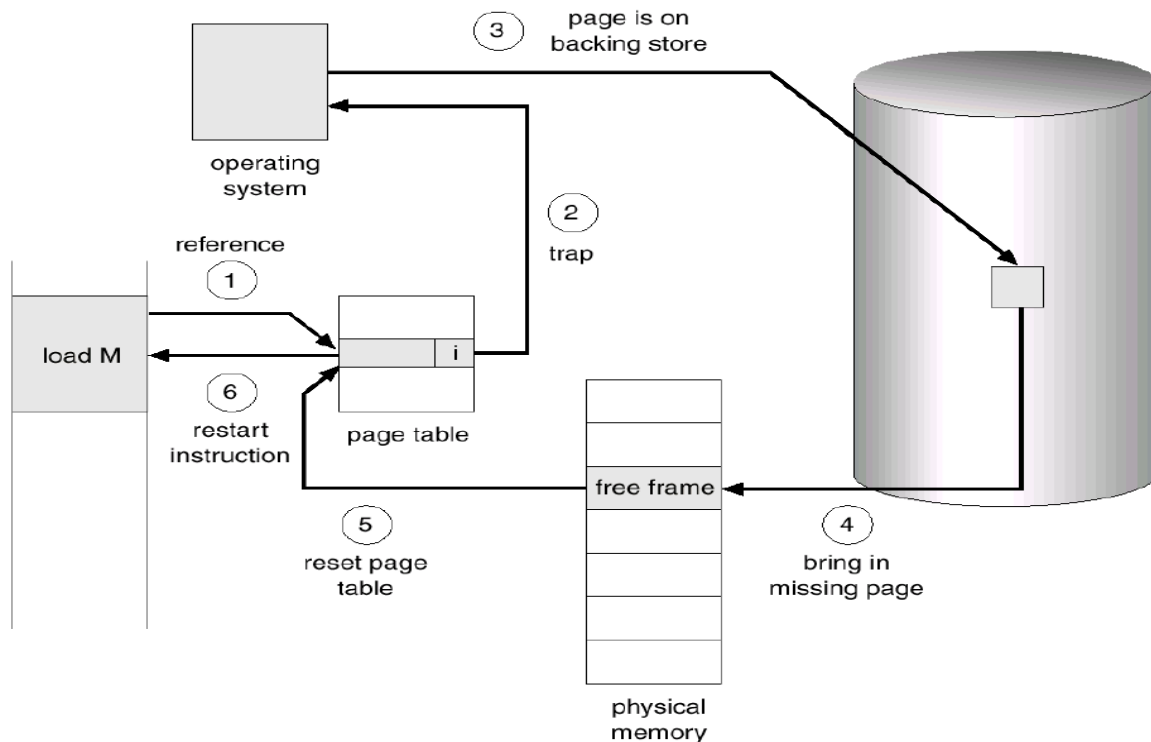 3
page is on
backing store
operating
system
2
trap
reference
1
load M
i
6
restart
instruction
page table
free frame
5
reset page
table
4
bring in
missing page
physical
memory